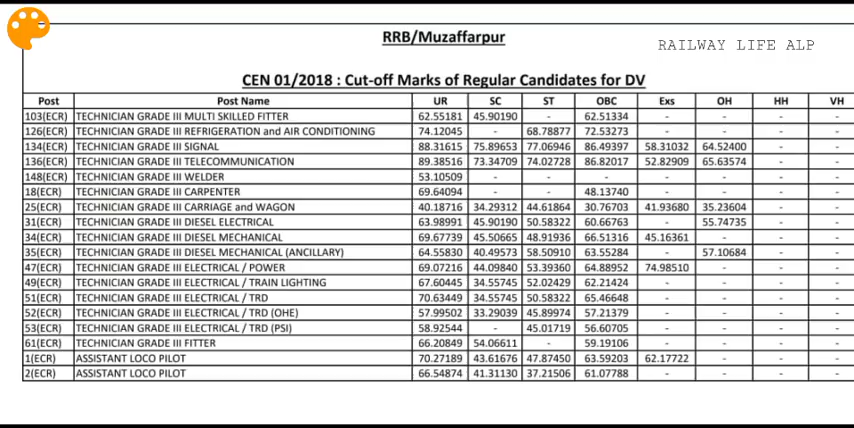 RRB/Muzaffarpur
RAILWAY LIFE ALP
CEN 01/2018 : Cut-off Marks of Regular Candidates for DV
Post Post Name UR SC ST OBC Exs OH HH VH
103(ECR) TECHNICIAN GRADE III MULTI SKILLED FITTER 62.55181 45.90190 - 62.51334 - - - -
126(ECR) TECHNICIAN GRADE III REFRIGERATION and AIR CONDITIONING 74.12045 - 68.78877 72.53273 - - - -
134(ECR) TECHNICIAN GRADE III SIGNAL 88.31615 75.89653 77.06946 86.49397 58.31032 64.52400 - -
136(ECR) TECHNICIAN GRADE III TELECOMMUNICATION 89.38516 73.34709 74.02728 86.82017 52.82909 65.63574 - -
148(ECR) TECHNICIAN GRADE III WELDER 53.10509 - - - - - - -
18(ECR) TECHNICIAN GRADE III CARPENTER 69.64094 - - 48.13740 - - - -
25(ECR) TECHNICIAN GRADE III CARRIAGE and WAGON 40.18716 34.29312 44.61864 30.76703 41.93680 35.23604 - -
31(ECR) TECHNICIAN GRADE III DIESEL ELECTRICAL 63.98991 45.90190 50.58322 60.66763 - 55.74735 - -
34(ECR) TECHNICIAN GRADE III DIESEL MECHANICAL 69.67739 45.50665 48.91936 66.51316 45.16361 - - -
35(ECR) TECHNICIAN GRADE III DIESEL MECHANICAL (ANCILLARY) 64.55830 40.49573 58.50910 63.55284 - 57.10684 - -
47(ECR) TECHNICIAN GRADE III ELECTRICAL / POWER 69.07216 44.09840 53.39360 64.88952 74.98510 - - -
49(ECR) TECHNICIAN GRADE III ELECTRICAL / TRAIN LIGHTING 67.60445 34.55745 52.02429 62.21424 - - - -
51(ECR) TECHNICIAN GRADE III ELECTRICAL / TRD 70.63449 34.55745 50.58322 65.46648 - - - -
52(ECR) TECHNICIAN GRADE III ELECTRICAL / TRD (OHE) 57.99502 33.29039 45.89974 57.21379 - - - -
53(ECR) TECHNICIAN GRADE III ELECTRICAL / TRD (PSI) 58.92544 - 45.01719 56.60705 - - - -
61(ECR) TECHNICIAN GRADE III FITTER 66.20849 54.06611 - 59.19106 - - - -
1(ECR) ASSISTANT LOCO PILOT 70.27189 43.61676 47.87450 63.59203 62.17722 - - -
2(ECR) ASSISTANT LOCO PILOT 66.54874 41.31130 37.21506 61.07788 - - - -